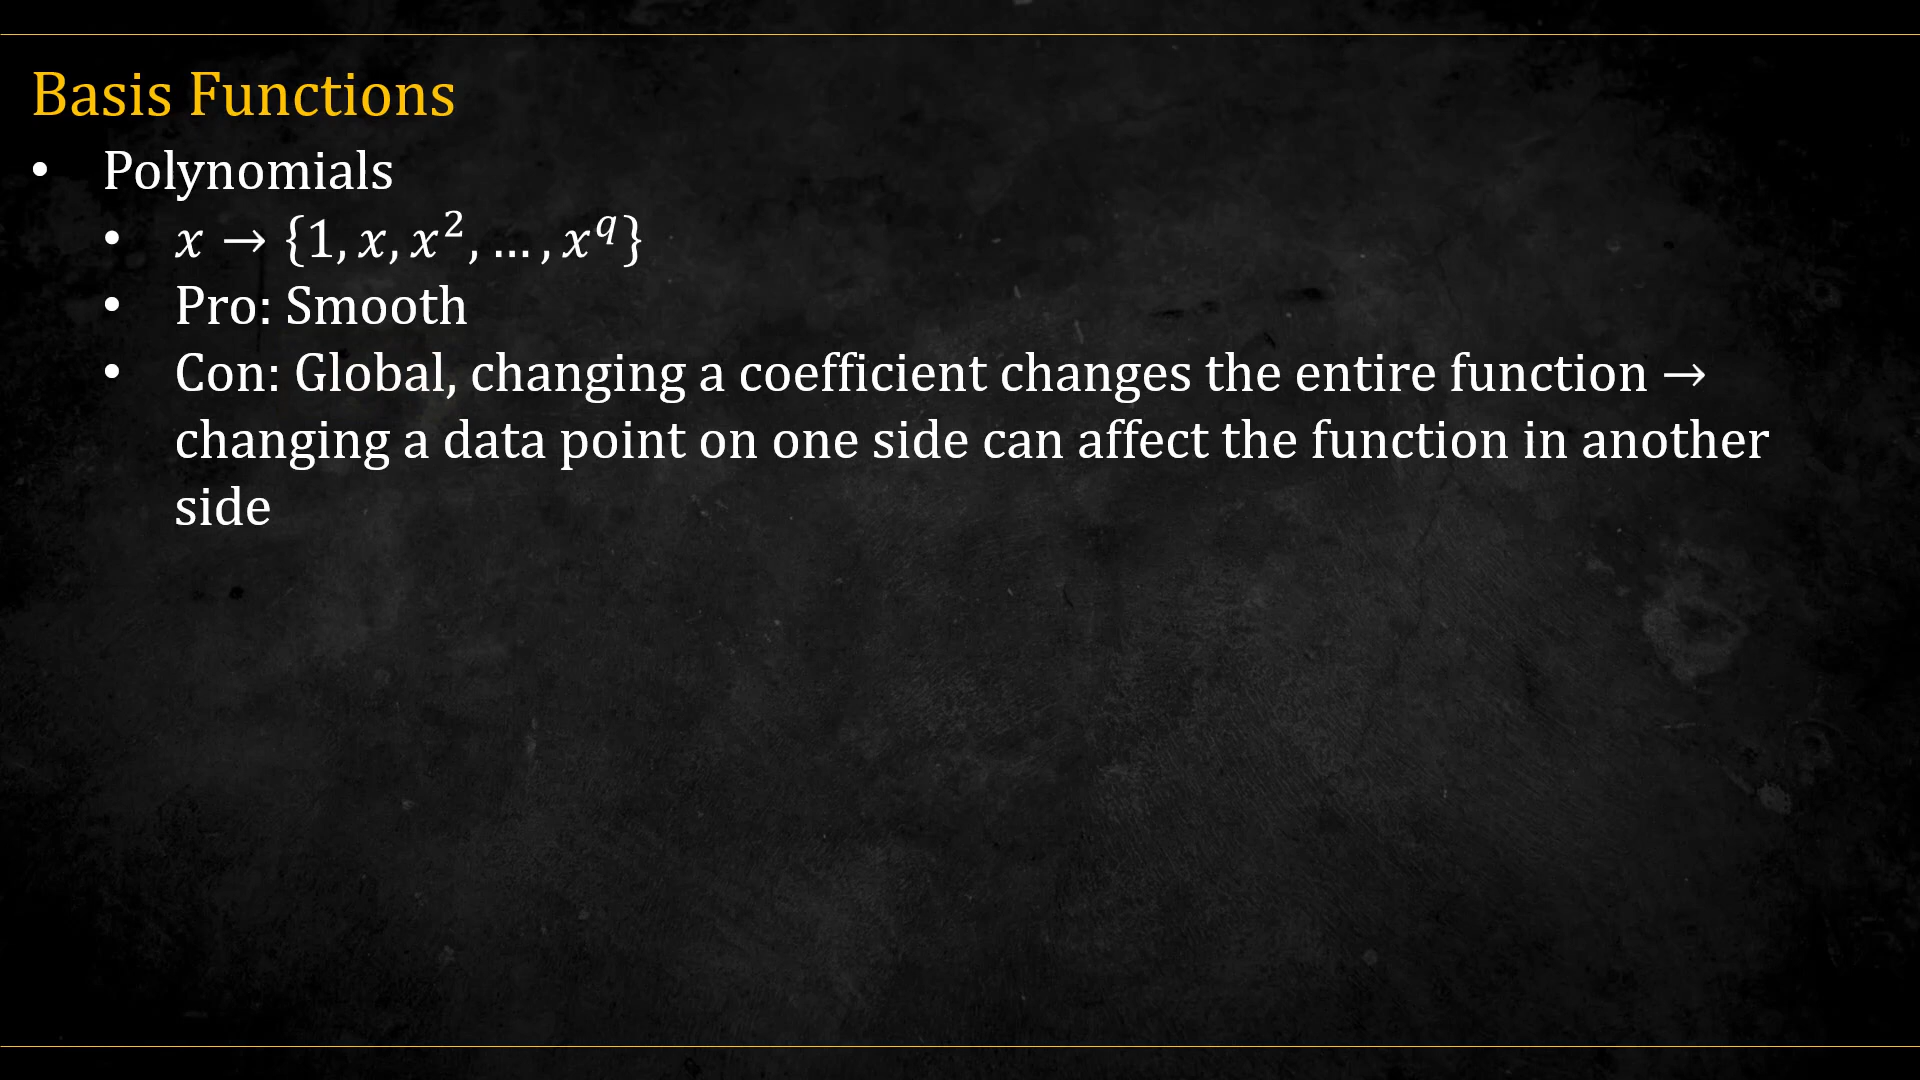 Basis Functions
• Polynomials
• 𝑥 → {1, 𝑥, 𝑥², … , 𝑥^𝑞}
• Pro: Smooth
• Con: Global, changing a coefficient changes the entire function →
changing a data point on one side can affect the function in another
side